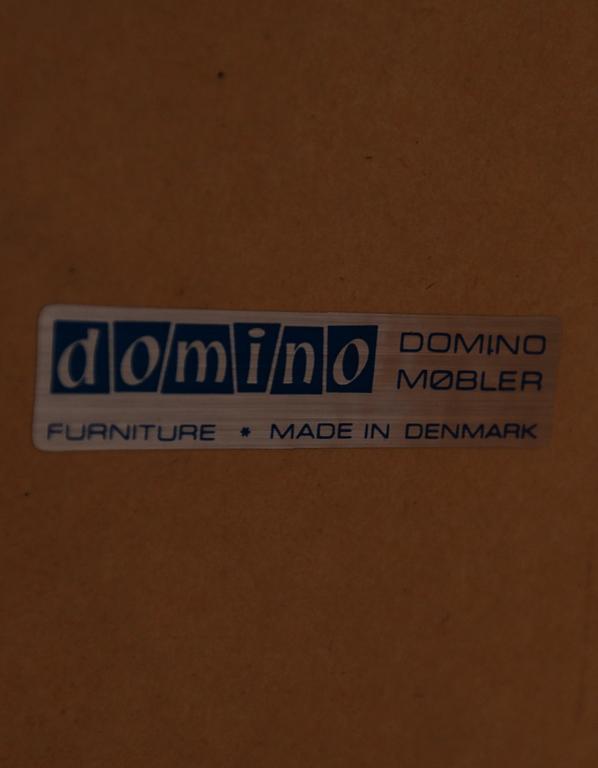 domino
DOMINO
MØBLER
FURNITURE * MADE IN DENMARK